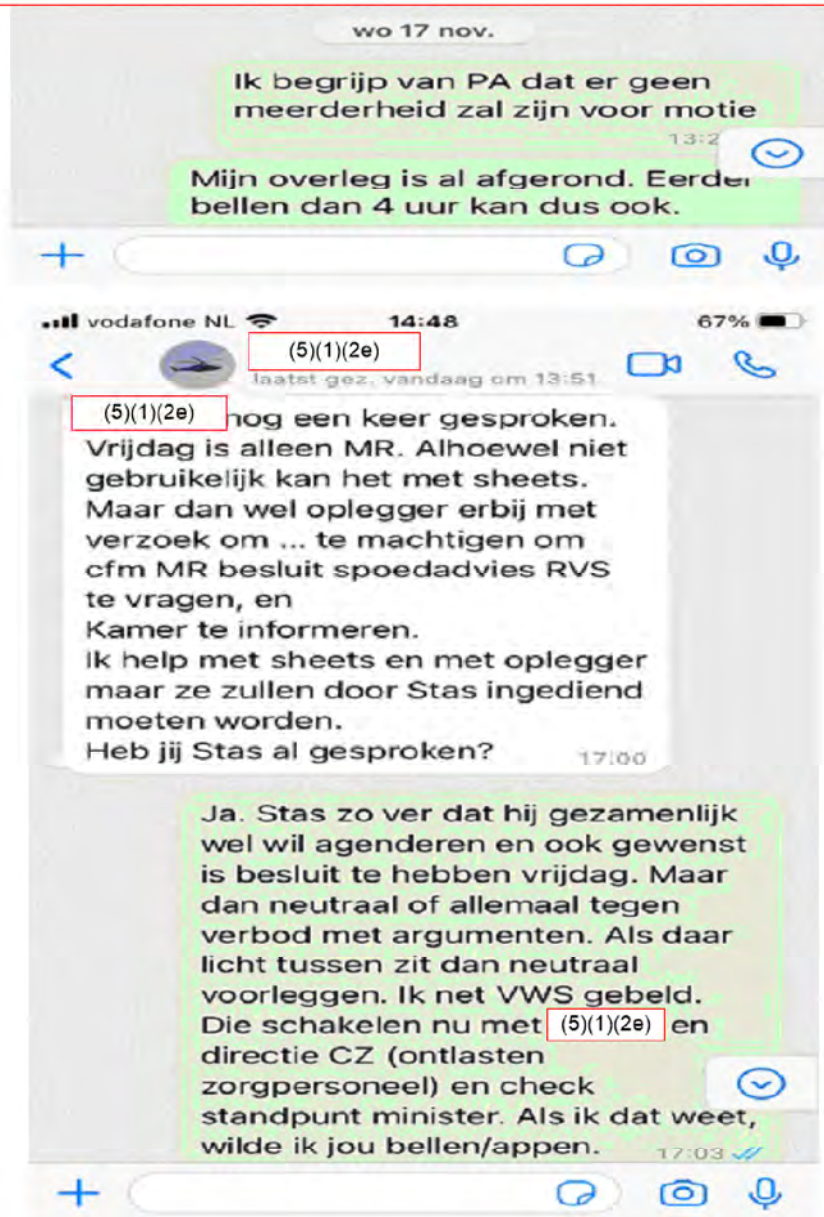 wo 17 nov.
Ik begrijp van PA dat er geen
meerderheid zal zijn voor motie
13:2
Mijn overleg is al afgerond. Eerder
bellen dan 4 uur kan dus ook.
vodafone NL 14:48 67%
(5)(1)(2e)
laatst gez. vandaag om 13:51
(5)(1)(2e) nog een keer gesproken.
Vrijdag is alleen MR. Alhoewel niet
gebruikelijk kan het met sheets.
Maar dan wel oplegger erbij met
verzoek om ... te machtigen om
cfm MR besluit spoedadvies RVS
te vragen, en
Kamer te informeren.
Ik help met sheets en met oplegger
maar ze zullen door Stas ingediend
moeten worden.
Heb jij Stas al gesproken? 17:00
Ja. Stas zo ver dat hij gezamenlijk
wel wil agenderen en ook gewenst
is besluit te hebben vrijdag. Maar
dan neutraal of allemaal tegen
verbod met argumenten. Als daar
licht tussen zit dan neutraal
voorleggen. Ik net VWS gebeld.
Die schakelen nu met (5)(1)(2e) en
directie CZ (ontlasten
zorgpersoneel) en check
standpunt minister. Als ik dat weet,
wilde ik jou bellen/appen. 17:03